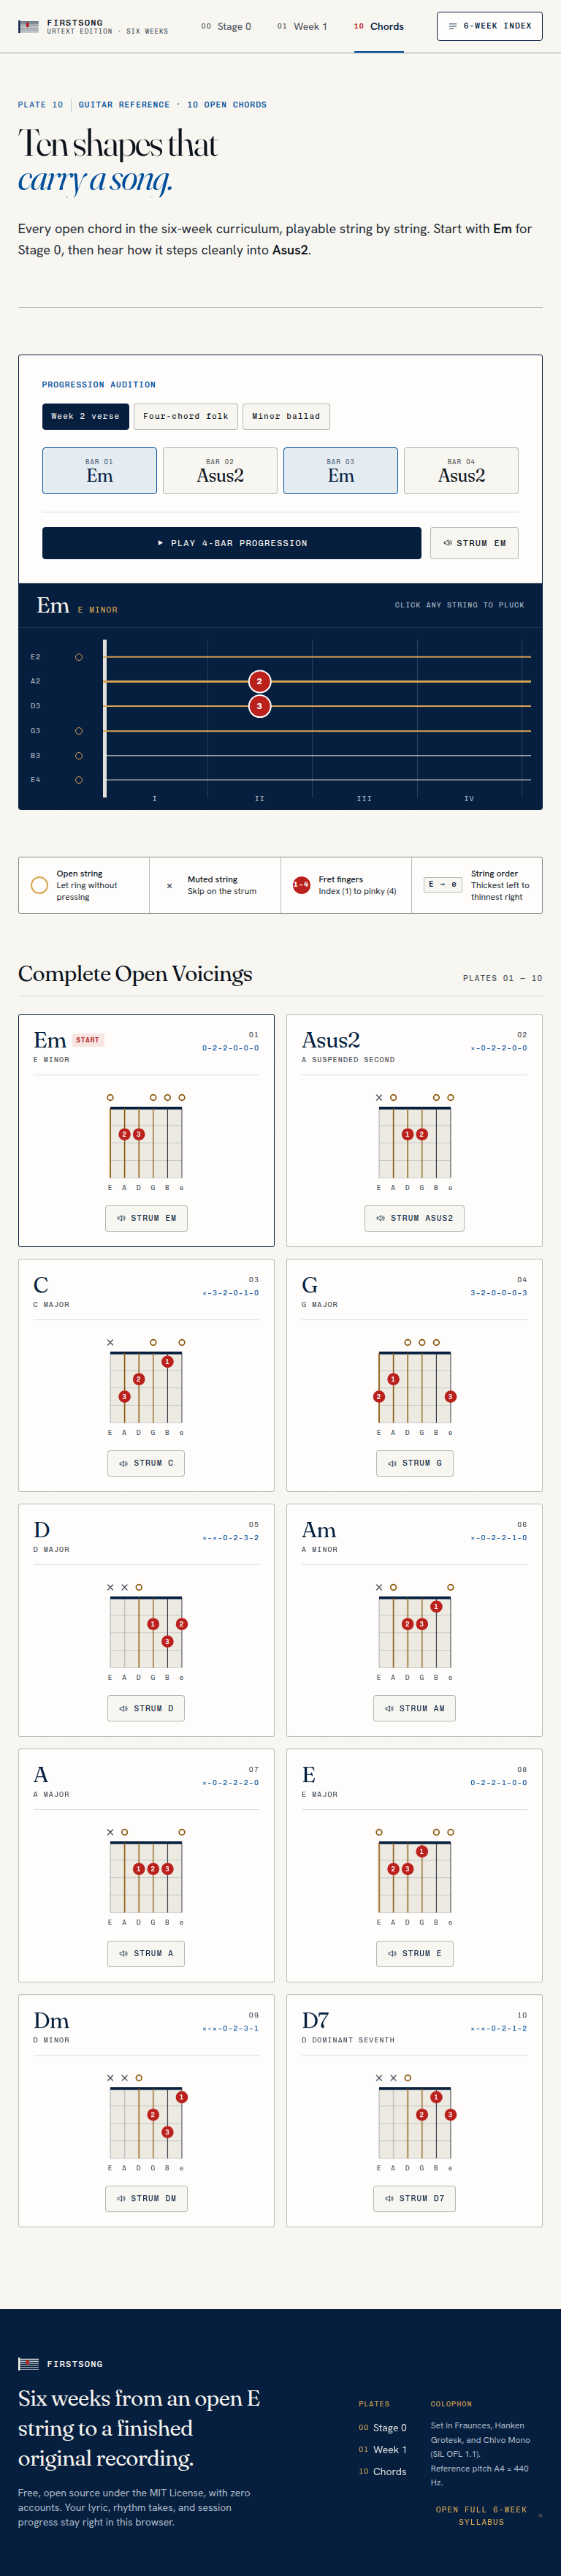 FIRSTSONG
URTEXT EDITION · SIX WEEKS
00 Stage 0
01 Week 1
10 Chords
6-WEEK INDEX
PLATE 10
GUITAR REFERENCE · 10 OPEN CHORDS
Ten shapes that
carry a song.
Every open chord in the six-week curriculum, playable string by string. Start with Em for
Stage 0, then hear how it steps cleanly into Asus2.
PROGRESSION AUDITION
Week 2 verse
Four-chord folk
Minor ballad
BAR 01
Em
BAR 02
Asus2
BAR 03
Em
BAR 04
Asus2
PLAY 4-BAR PROGRESSION
STRUM EM
Em E MINOR
CLICK ANY STRING TO PLUCK
E2
A2
2
D3
3
G3
B3
E4
I II III IV
Open string
Let ring without
pressing
×
Muted string
Skip on the strum
1–4
Fret fingers
Index (1) to pinky (4)
E → e
String order
Thickest left to
thinnest right
Complete Open Voicings
PLATES 01 — 10
Em START
01
0-2-2-0-0-0
E MINOR
2 3
E A D G B e
STRUM EM
Asus2
02
×-0-2-2-0-0
A SUSPENDED SECOND
×
1 2
E A D G B e
STRUM ASUS2
C
03
×-3-2-0-1-0
C MAJOR
×
1
2
3
E A D G B e
STRUM C
G
04
3-2-0-0-0-3
G MAJOR
1
2 3
E A D G B e
STRUM G
D
05
×-×-0-2-3-2
D MAJOR
× ×
1 2
3
E A D G B e
STRUM D
Am
06
×-0-2-2-1-0
A MINOR
×
1
2 3
E A D G B e
STRUM AM
A
07
×-0-2-2-2-0
A MAJOR
×
1 2 3
E A D G B e
STRUM A
E
08
0-2-2-1-0-0
E MAJOR
1
2 3
E A D G B e
STRUM E
Dm
09
×-×-0-2-3-1
D MINOR
× ×
1
2
3
E A D G B e
STRUM DM
D7
10
×-×-0-2-1-2
D DOMINANT SEVENTH
× ×
1
2 3
E A D G B e
STRUM D7
FIRSTSONG
Six weeks from an open E
string to a finished
original recording.
Free, open source under the MIT License, with zero
accounts. Your lyric, rhythm takes, and session
progress stay right in this browser.
PLATES
00 Stage 0
01 Week 1
10 Chords
COLOPHON
Set in Fraunces, Hanken
Grotesk, and Chivo Mono
(SIL OFL 1.1).
Reference pitch A4 = 440
Hz.
OPEN FULL 6-WEEK
SYLLABUS